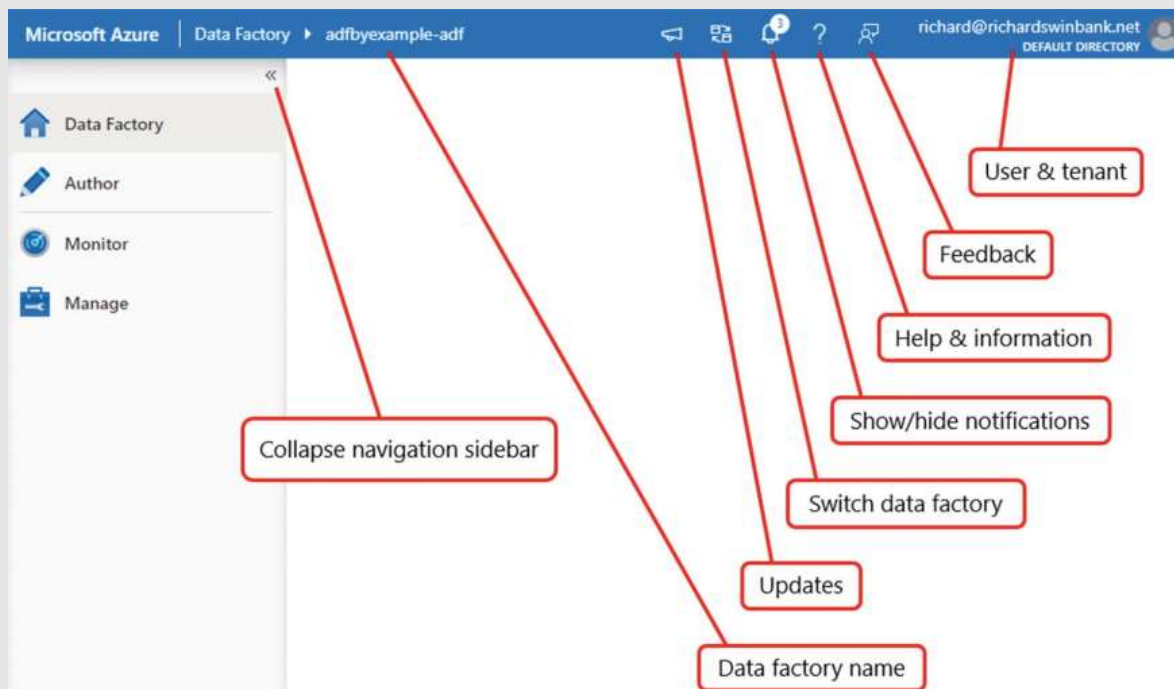 Microsoft Azure | Data Factory ▸ adfbyexample-adf
3
?
richard@richardswinbank.net
DEFAULT DIRECTORY
«
Data Factory
Author
Monitor
Manage
User & tenant
Feedback
Help & information
Show/hide notifications
Collapse navigation sidebar
Switch data factory
Updates
Data factory name